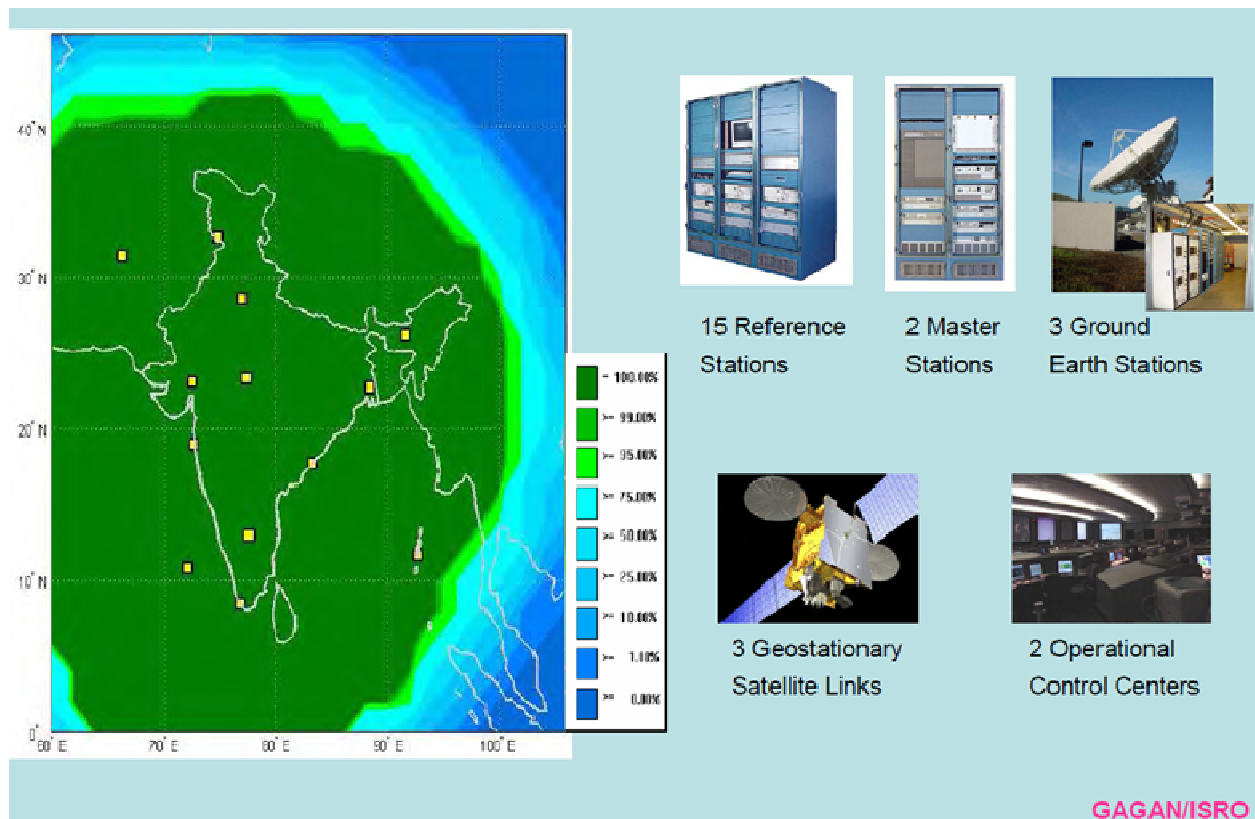 40° N
30° N
20° N
10° N
0°
60° E
70° E
80° E
90° E
100° E
= 100.00%
>= 99.00%
>= 95.00%
>= 75.00%
>= 50.00%
>= 25.00%
>= 10.00%
>= 1.00%
>= 0.00%
15 Reference
Stations
2 Master
Stations
3 Ground
Earth Stations
3 Geostationary
Satellite Links
2 Operational
Control Centers
GAGAN/ISRO